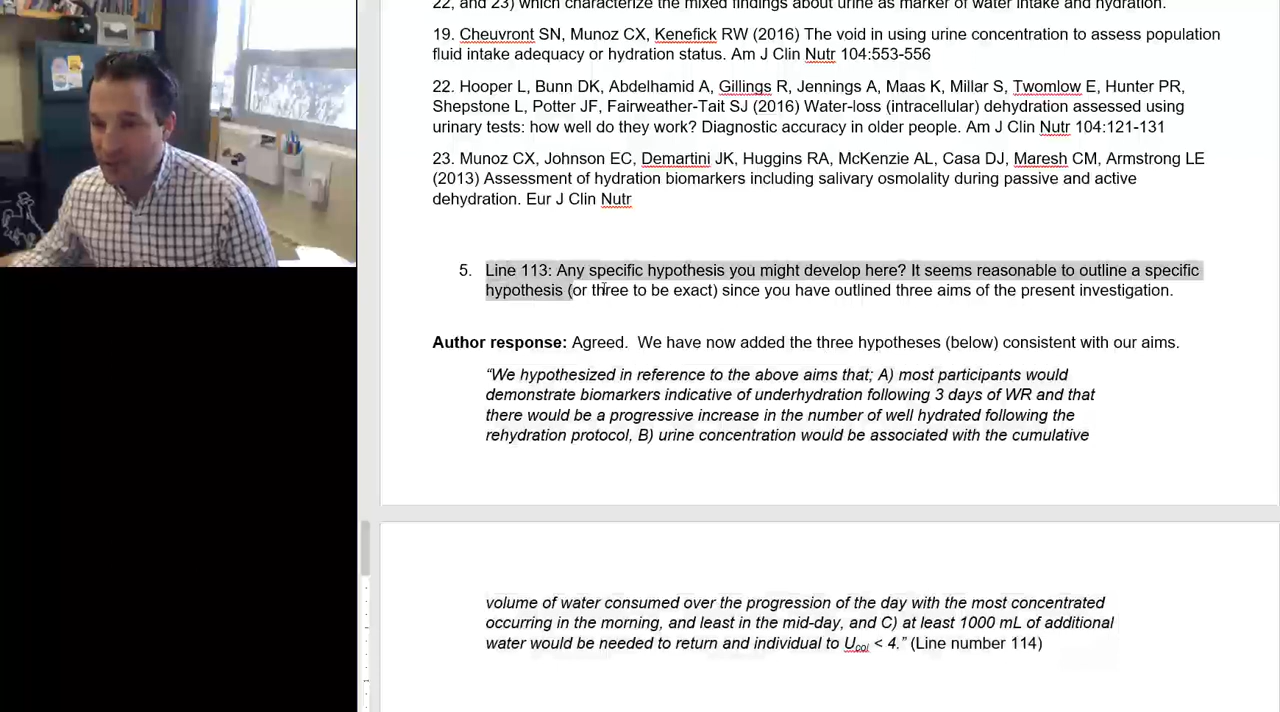 22, and 23) which characterize the mixed findings about urine as marker of water intake and hydration.
19. Cheuvront SN, Munoz CX, Kenefick RW (2016) The void in using urine concentration to assess population
fluid intake adequacy or hydration status. Am J Clin Nutr 104:553-556
22. Hooper L, Bunn DK, Abdelhamid A, Gillings R, Jennings A, Maas K, Millar S, Twomlow E, Hunter PR,
Shepstone L, Potter JF, Fairweather-Tait SJ (2016) Water-loss (intracellular) dehydration assessed using
urinary tests: how well do they work? Diagnostic accuracy in older people. Am J Clin Nutr 104:121-131
23. Munoz CX, Johnson EC, Demartini JK, Huggins RA, McKenzie AL, Casa DJ, Maresh CM, Armstrong LE
(2013) Assessment of hydration biomarkers including salivary osmolality during passive and active
dehydration. Eur J Clin Nutr
5. Line 113: Any specific hypothesis you might develop here? It seems reasonable to outline a specific
hypothesis (or three to be exact) since you have outlined three aims of the present investigation.
Author response: Agreed. We have now added the three hypotheses (below) consistent with our aims.
“We hypothesized in reference to the above aims that; A) most participants would
demonstrate biomarkers indicative of underhydration following 3 days of WR and that
there would be a progressive increase in the number of well hydrated following the
rehydration protocol, B) urine concentration would be associated with the cumulative
volume of water consumed over the progression of the day with the most concentrated
occurring in the morning, and least in the mid-day, and C) at least 1000 mL of additional
water would be needed to return and individual to Ucol < 4.” (Line number 114)